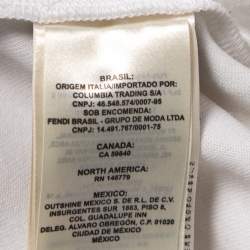 BRASIL:
ORIGEM ITALIA/IMPORTADO POR:
COLUMBIA TRADING S/A
CNPJ: 46.548.574/0007-85
SOB ENCOMENDA:
FENDI BRASIL - GRUPO DE MODA LTDA
CNPJ: 14.491.767/0001-75
CANADA:
CA 59840
NORTH AMERICA:
RN 146779
MEXICO:
OUTSHINE MEXICO S. DE R.L. DE C.V.
INSURGENTES SUR 1863, PISO 8
COL. GUADALUPE INN
DELEG. ALVARO OBREGÓN, C.P. 01020
CIUDAD DE MÉXICO
MÉXICO